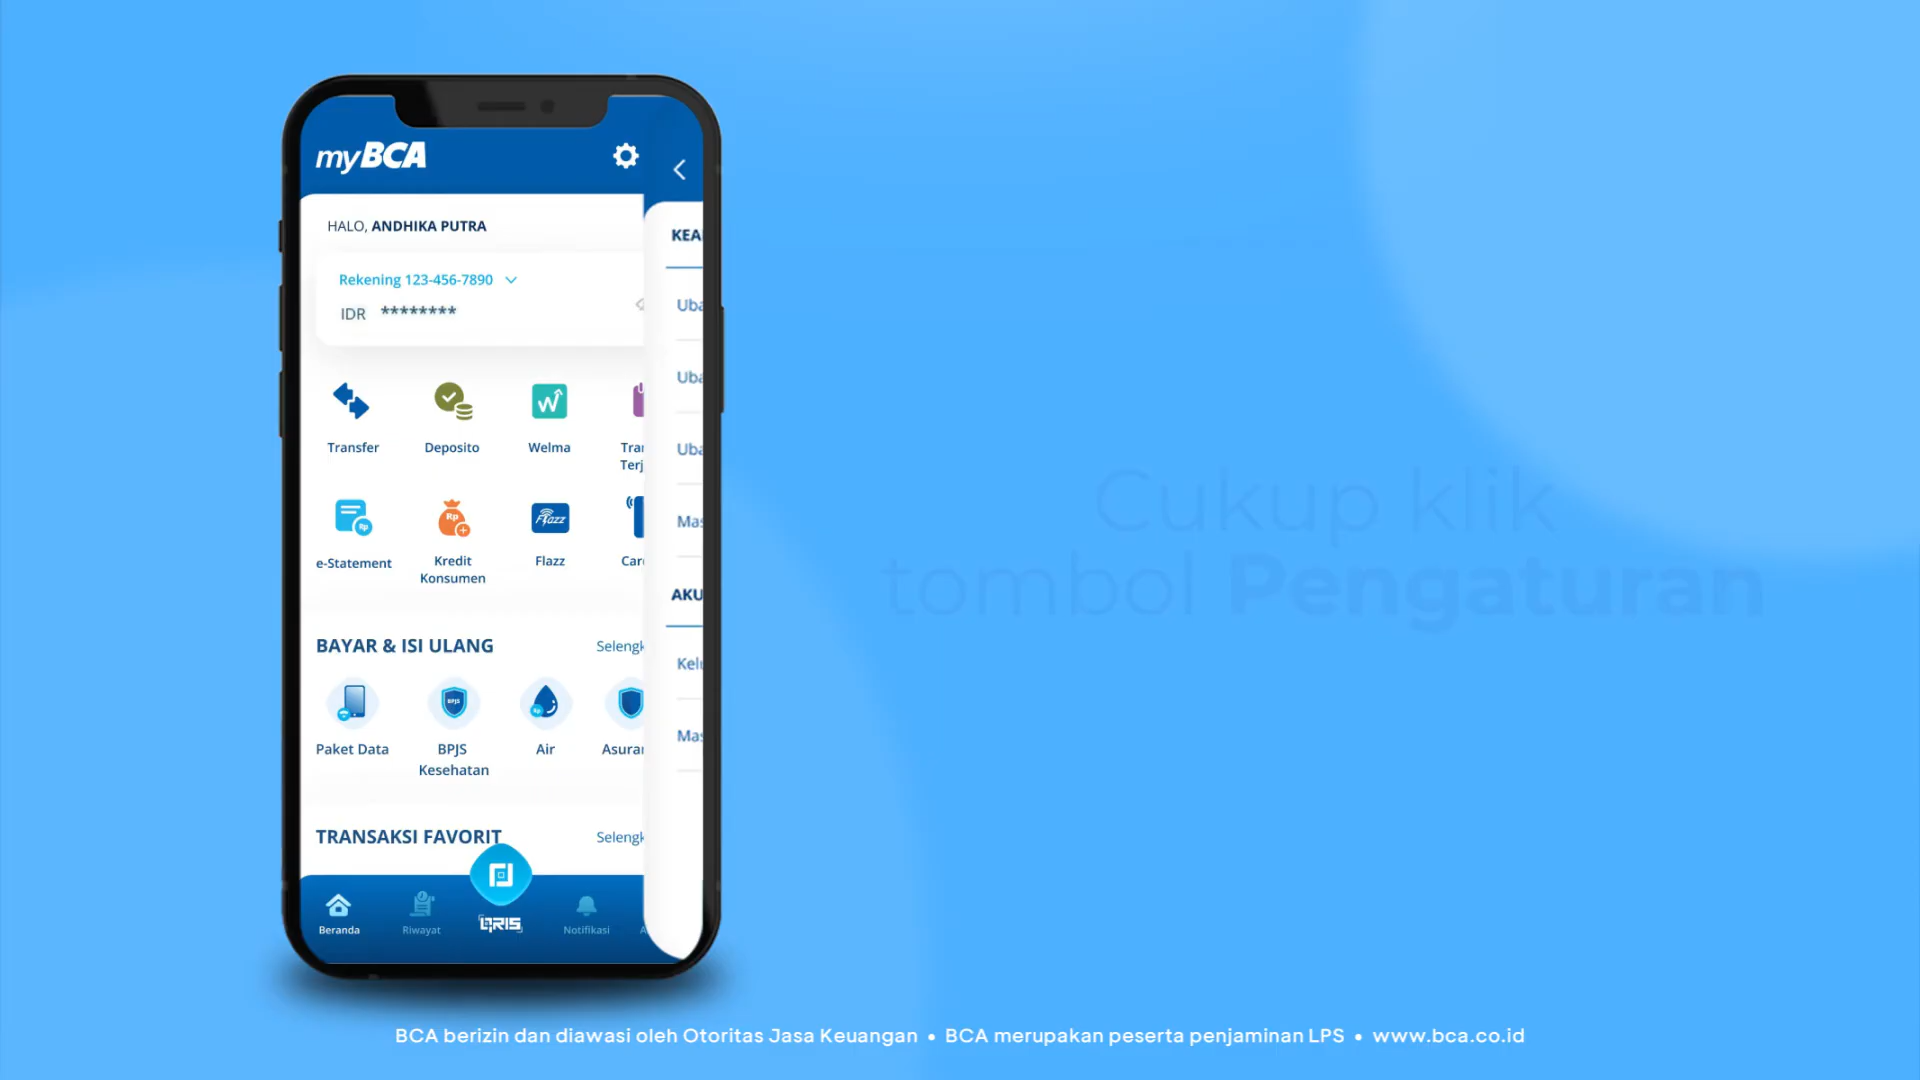 myBCA
HALO, ANDHIKA PUTRA
Rekening 123-456-7890
IDR ********
Transfer
Deposito
Welma
e-Statement
Kredit
Konsumen
Flazz
BAYAR & ISI ULANG
Paket Data
BPJS
Kesehatan
Air
TRANSAKSI FAVORIT
Beranda
Riwayat
QRIS
Notifikasi
Cukup klik
tombol Pengaturan
BCA berizin dan diawasi oleh Otoritas Jasa Keuangan • BCA merupakan peserta penjaminan LPS • www.bca.co.id